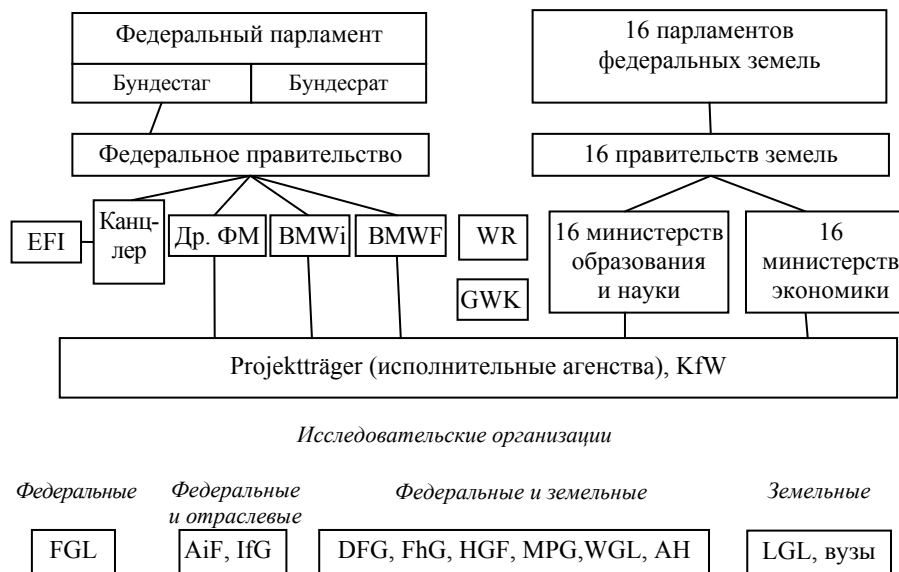 Федеральный парламент
Бундестаг
Бундесрат
16 парламентов
федеральных земель
Федеральное правительство
16 правительств земель
EFI
Канц-
лер
Др. ФМ
BMWi
BMWF
WR
GWK
16 министерств
образования
и науки
16
министерств
экономики
Projektträger (исполнительные агенства), KfW
Исследовательские организации
Федеральные
Федеральные
и отраслевые
Федеральные и земельные
Земельные
FGL
AiF, IfG
DFG, FhG, HGF, MPG,WGL, AH
LGL, вузы